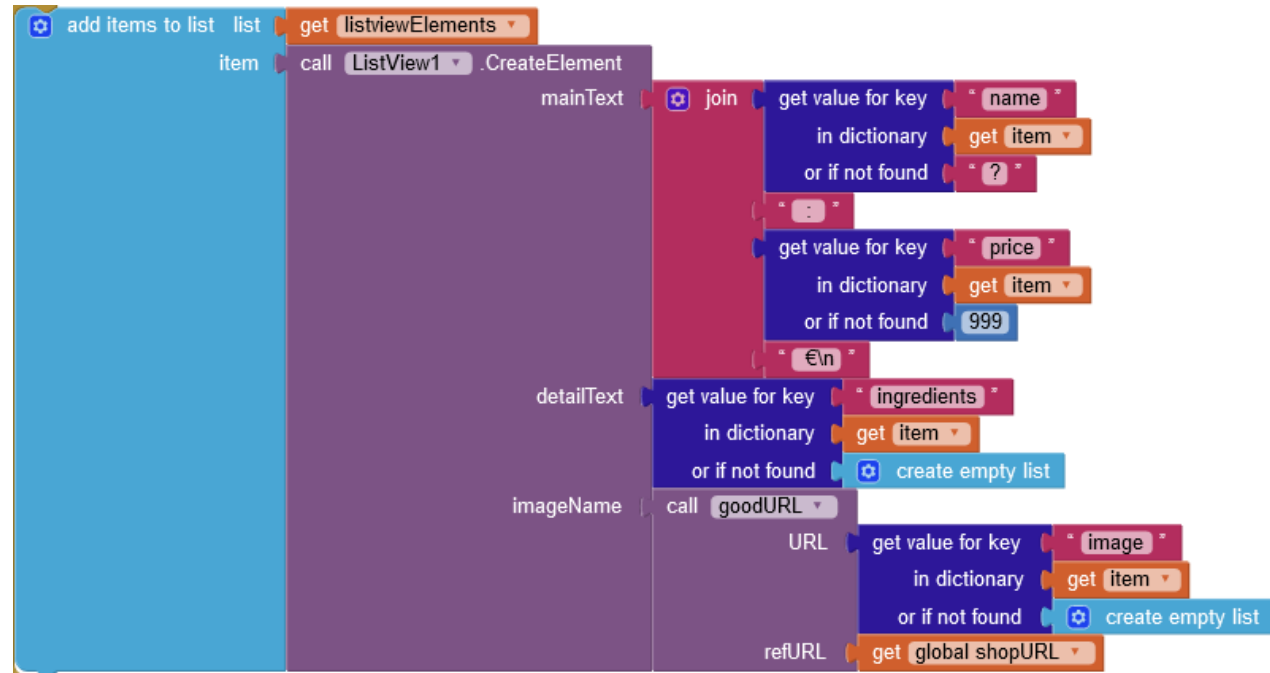 add items to list list get listviewElements
item call ListView1 .CreateElement
mainText join get value for key “ name ”
in dictionary get item
or if not found “ ? ”
“ : ”
get value for key “ price ”
in dictionary get item
or if not found 999
“ €\n ”
detailText get value for key “ ingredients ”
in dictionary get item
or if not found create empty list
imageName call goodURL
URL get value for key “ image ”
in dictionary get item
or if not found create empty list
refURL get global shopURL